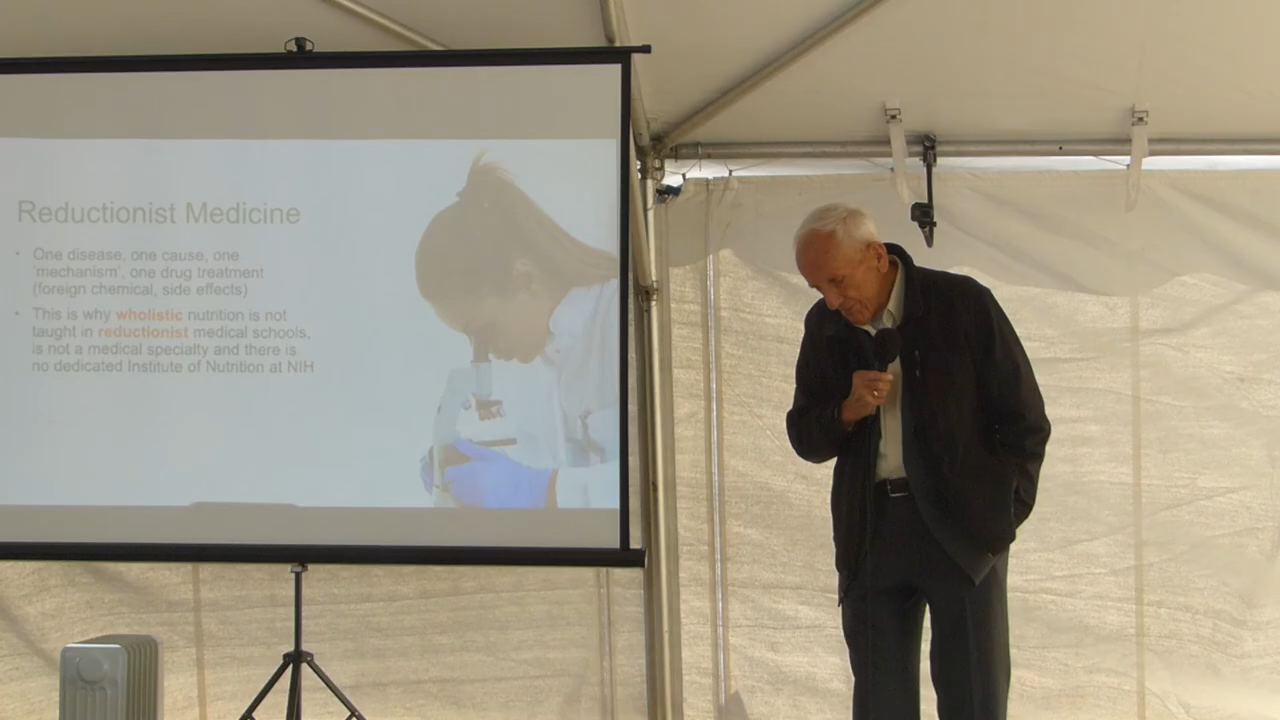 Reductionist Medicine
• One disease, one cause, one
'mechanism', one drug treatment
(foreign chemical, side effects)
• This is why wholistic nutrition is not
taught in reductionist medical schools,
is not a medical specialty and there is
no dedicated Institute of Nutrition at NIH